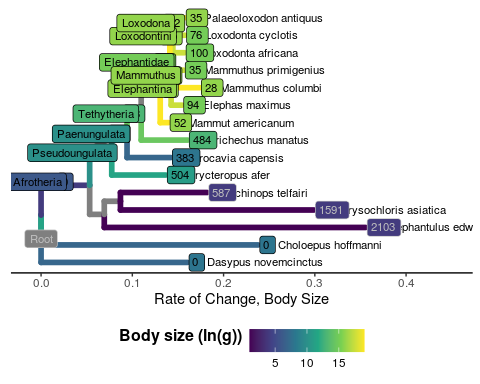 Loxodona 2 35 Palaeoloxodon antiquus
Loxodontini 76 oxodonta cyclotis
100 oxodonta africana
Elephantidae 35 Mammuthus primigenius
Mammuthus
Elephantina 28 Mammuthus columbi
94 Elephas maximus
Tethytheria 52 Mammut americanum
Paenungulata 484 richechus manatus
Pseudoungulata 383 rocavia capensis
504 rycteropus afer
Afrotheria 587 chinops telfairi
1591 rysochloris asiatica
2103 phantulus edw
Root 0 Choloepus hoffmanni
0 Dasypus novemcinctus
0.0 0.1 0.2 0.3 0.4
Rate of Change, Body Size
Body size (ln(g))
5 10 15